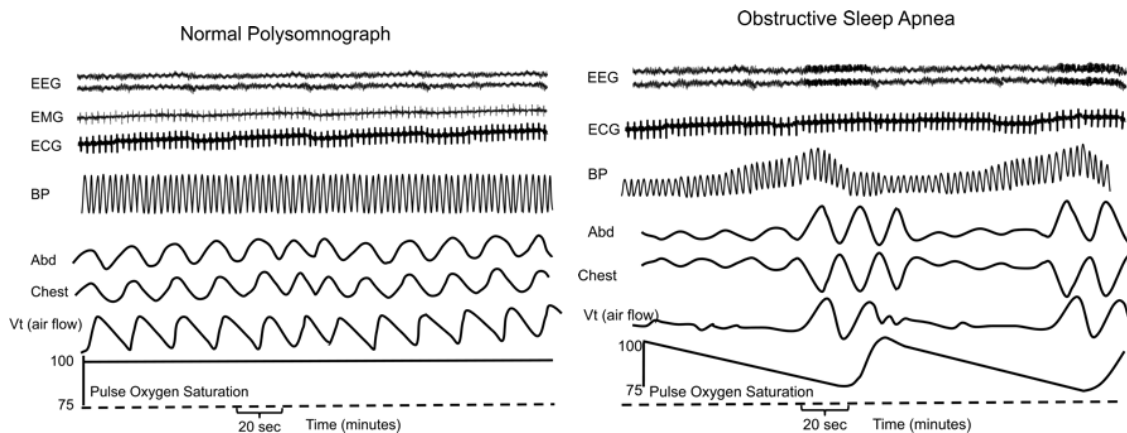 Normal Polysomnograph
EEG
EMG
ECG
BP
Abd
Chest
Vt (air flow)
100
Pulse Oxygen Saturation
75
20 sec
Time (minutes)
Obstructive Sleep Apnea
EEG
ECG
BP
Abd
Chest
Vt (air flow)
100
75
Pulse Oxygen Saturation
20 sec
Time (minutes)